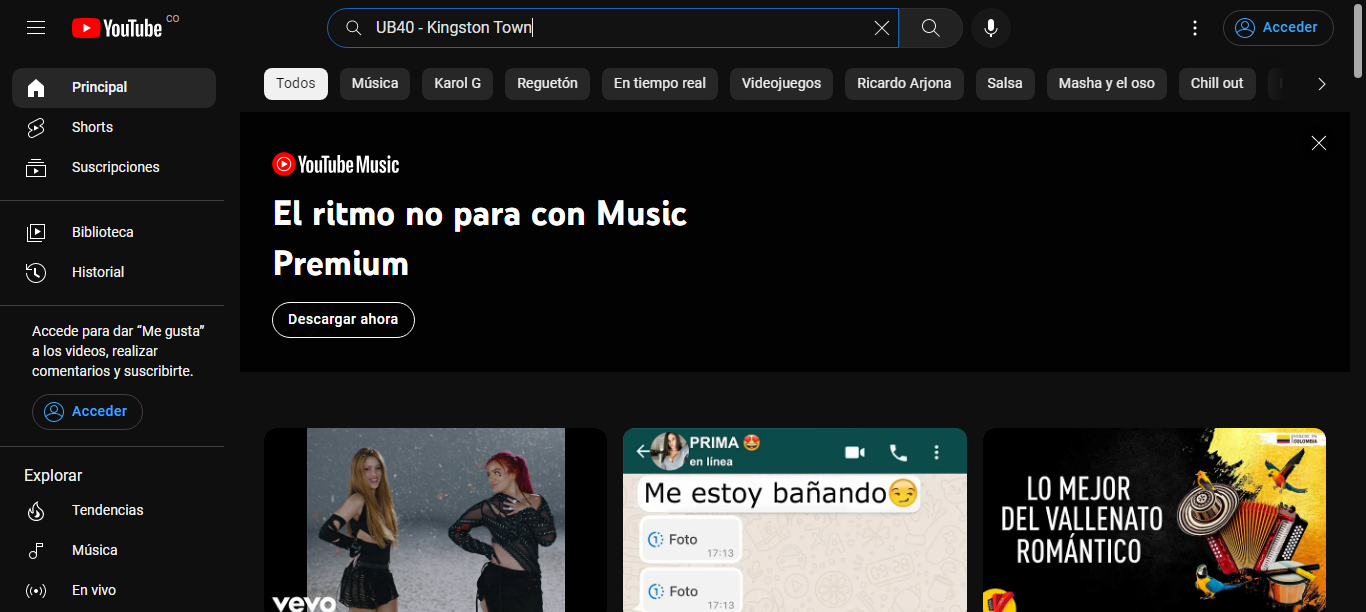 YouTube CO
UB40 - Kingston Town
Acceder
Principal
Shorts
Suscripciones
Biblioteca
Historial
Accede para dar “Me gusta”
a los videos, realizar
comentarios y suscribirte.
Acceder
Explorar
Tendencias
Música
En vivo
Todos
Música
Karol G
Reguetón
En tiempo real
Videojuegos
Ricardo Arjona
Salsa
Masha y el oso
Chill out
YouTube Music
El ritmo no para con Music
Premium
Descargar ahora
vevo
PRIMA
en línea
Me estoy bañando
1 Foto
17:13
1 Foto
17:13
COLOMBIA
LO MEJOR
DEL VALLENATO
ROMÁNTICO